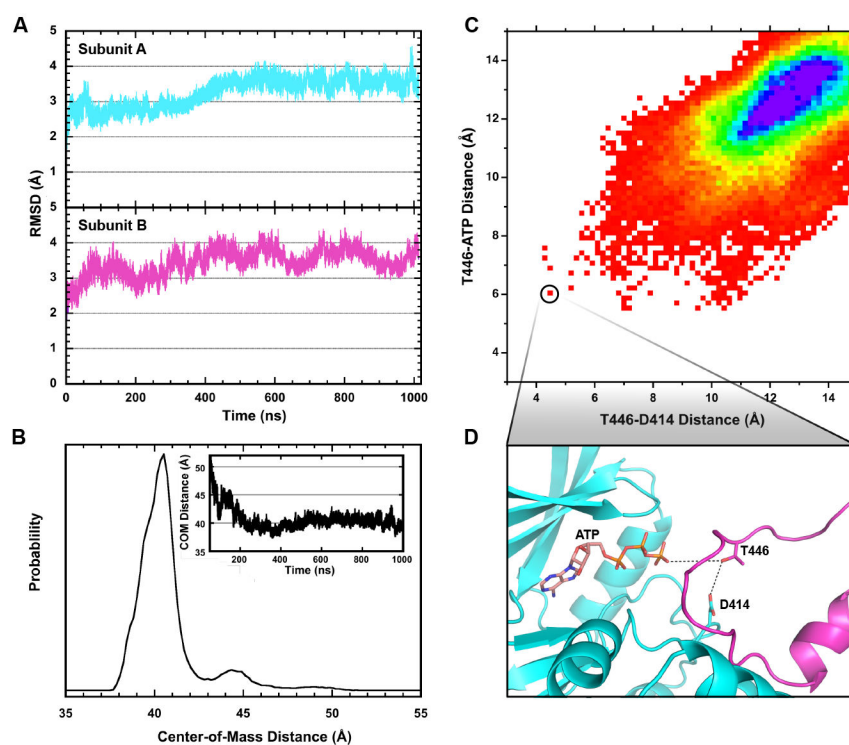 A
Subunit A
5
4
3
2
1
5
Subunit B
4
3
2
1
0 200 400 600 800 1000
RMSD (Å)
Time (ns)
B
50
45
40
35
200 400 600 800 1000
COM Distance (Å)
Time (ns)
Probablility
35 40 45 50 55
Center-of-Mass Distance (Å)
C
14
12
10
8
6
4
T446-ATP Distance (Å)
4 6 8 10 12 14
T446-D414 Distance (Å)
D
ATP
T446
D414